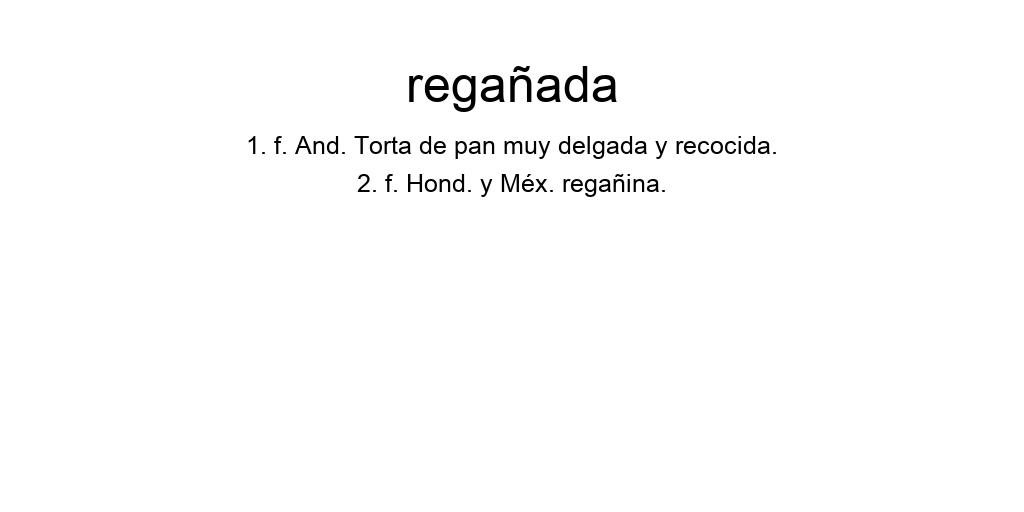 regañada
1. f. And. Torta de pan muy delgada y recocida.
2. f. Hond. y Méx. regañina.